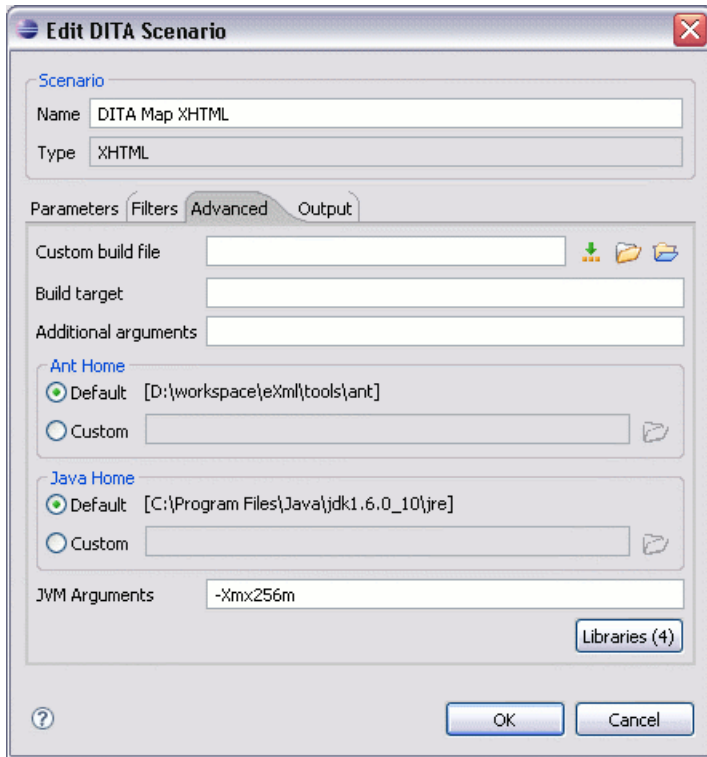 Edit DITA Scenario
Scenario
Name DITA Map XHTML
Type XHTML
Parameters Filters Advanced Output
Custom build file
Build target
Additional arguments
Ant Home
Default [D:\workspace\eXml\tools\ant]
Custom
Java Home
Default [C:\Program Files\Java\jdk1.6.0_10\jre]
Custom
JVM Arguments -Xmx256m
Libraries (4)
? OK Cancel